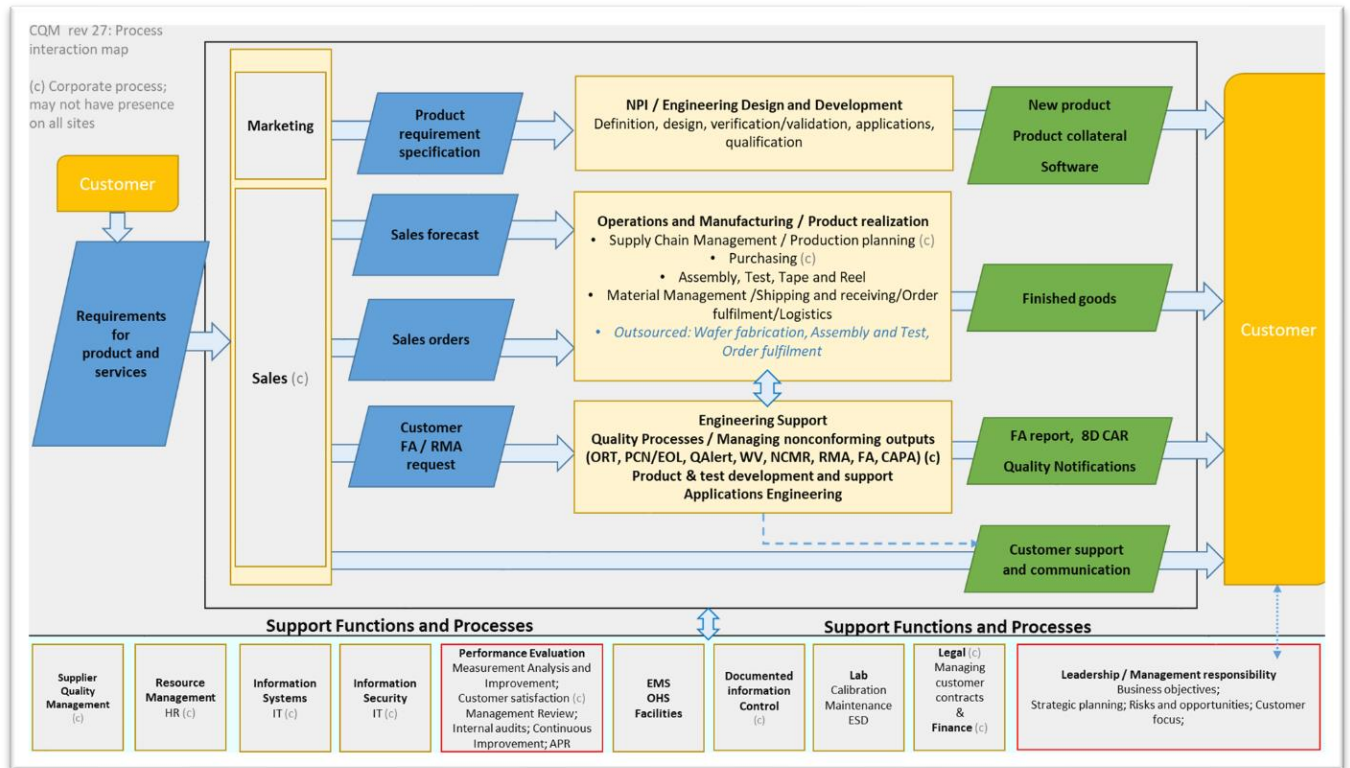 CQM rev 27: Process
interaction map
(c) Corporate process;
may not have presence
on all sites
Customer
Requirements
for
product and
services
Marketing
Sales (c)
Product
requirement
specification
NPI / Engineering Design and Development
Definition, design, verification/validation, applications,
qualification
New product
Product collateral
Software
Sales forecast
Sales orders
Operations and Manufacturing / Product realization
• Supply Chain Management / Production planning (c)
• Purchasing (c)
• Assembly, Test, Tape and Reel
• Material Management /Shipping and receiving/Order
fulfilment/Logistics
• Outsourced: Wafer fabrication, Assembly and Test,
Order fulfilment
Finished goods
Customer
Customer
FA / RMA
request
Engineering Support
Quality Processes / Managing nonconforming outputs
(ORT, PCN/EOL, QAlert, WV, NCMR, RMA, FA, CAPA) (c)
Product & test development and support
Applications Engineering
FA report, 8D CAR
Quality Notifications
Customer support
and communication
Support Functions and Processes
Support Functions and Processes
Supplier
Quality
Management
(c)
Resource
Management
HR (c)
Information
Systems
IT (c)
Information
Security
IT (c)
Performance Evaluation
Measurement Analysis and
Improvement;
Customer satisfaction (c)
Management Review;
Internal audits; Continuous
Improvement; APR
EMS
OHS
Facilities
Documented
information
Control
(c)
Lab
Calibration
Maintenance
ESD
Legal (c)
Managing
customer
contracts
&
Finance (c)
Leadership / Management responsibility
Business objectives;
Strategic planning; Risks and opportunities; Customer
focus;